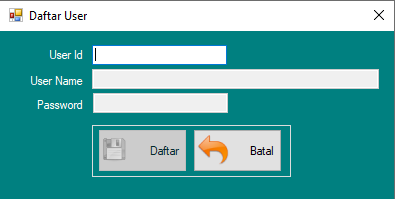 Daftar User
User Id
User Name
Password
Daftar Batal